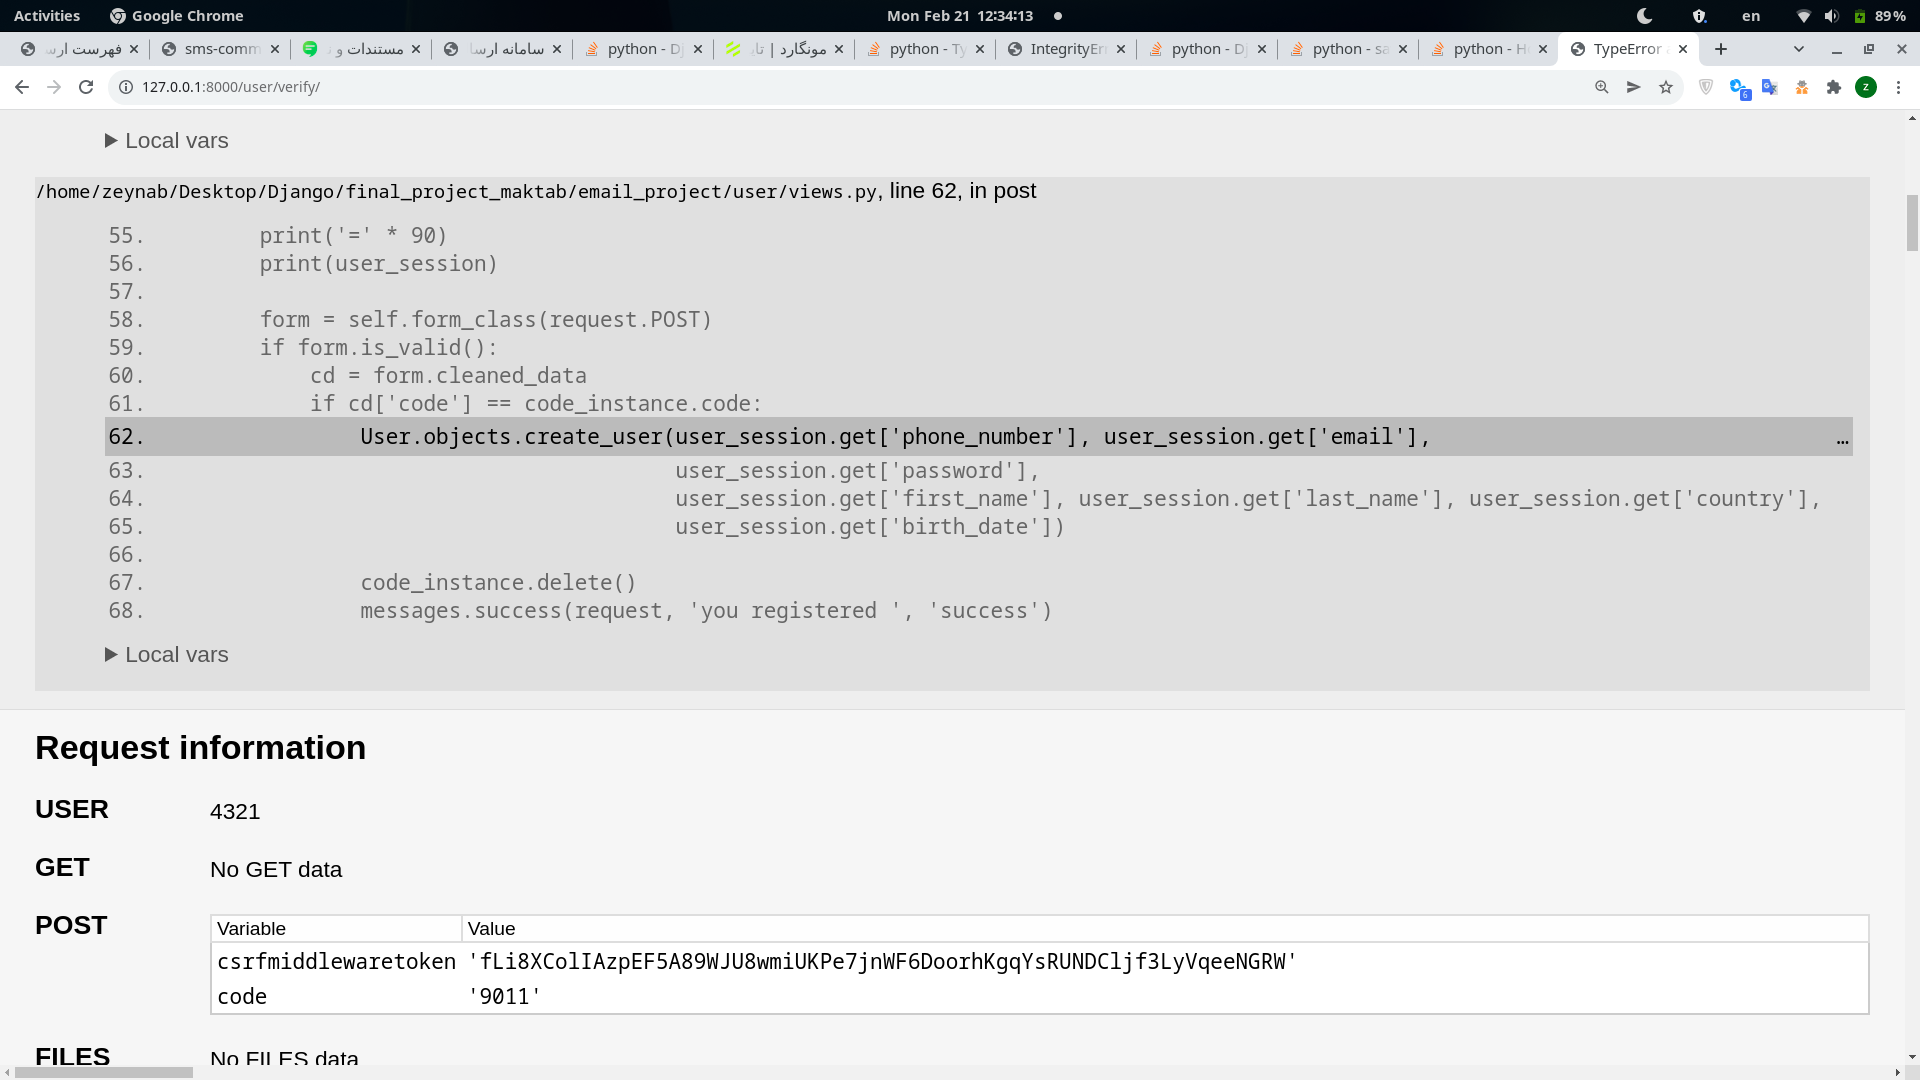 Activities Google Chrome Mon Feb 21 12:34:13 en 89%
فهرست ارس sms-comm مستندات و سامانه ارسا python - Dj مونگارد | تای python - Ty IntegrityEr python - Dj python - sa python - H TypeError
127.0.0.1:8000/user/verify/ 6 Z
Local vars
/home/zeynab/Desktop/Django/final_project_maktab/email_project/user/views.py, line 62, in post
55. print('=' * 90)
56. print(user_session)
57.
58. form = self.form_class(request.POST)
59. if form.is_valid():
60. cd = form.cleaned_data
61. if cd['code'] == code_instance.code:
62. User.objects.create_user(user_session.get['phone_number'], user_session.get['email'], …
63. user_session.get['password'],
64. user_session.get['first_name'], user_session.get['last_name'], user_session.get['country'],
65. user_session.get['birth_date'])
66.
67. code_instance.delete()
68. messages.success(request, 'you registered ', 'success')
Local vars
Request information
USER 4321
GET No GET data
POST Variable Value
csrfmiddlewaretoken 'fLi8XColIAzpEF5A89WJU8wmiUKPe7jnWF6DoorhKgqYsRUNDCljf3LyVqeeNGRW'
code '9011'
FILES No FILES data